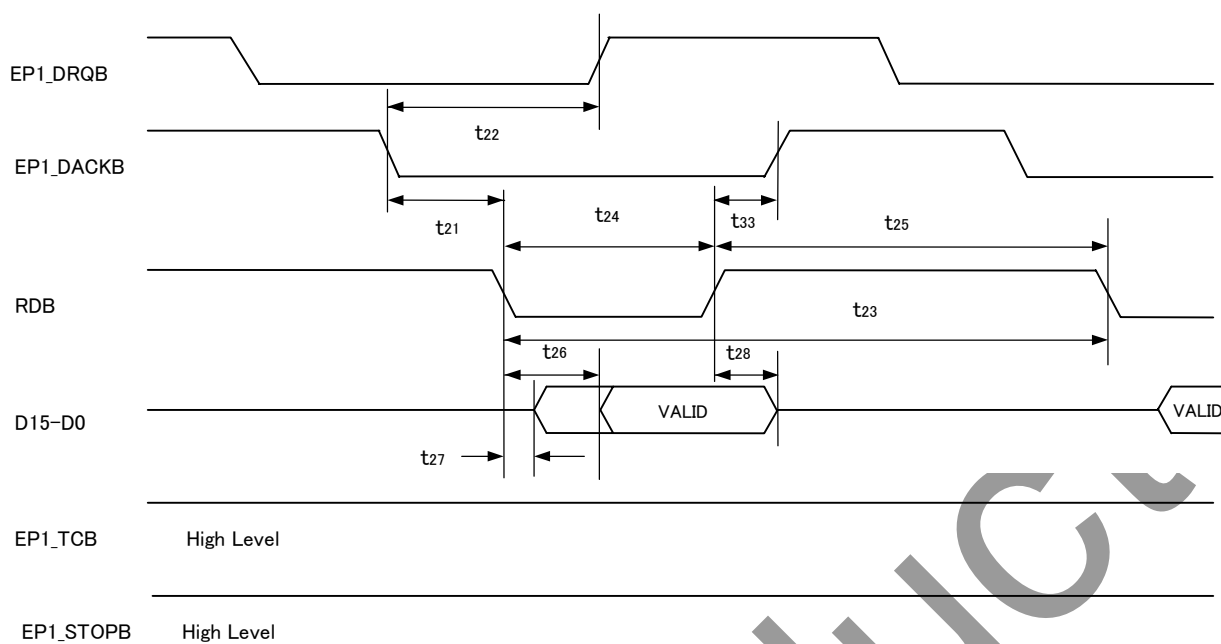 EP1_DRQB
t22
EP1_DACKB
t21
t24
t33
t25
RDB
t23
t26
t28
D15-D0
VALID
VALID
t27
EP1_TCB
High Level
EP1_STOPB
High Level